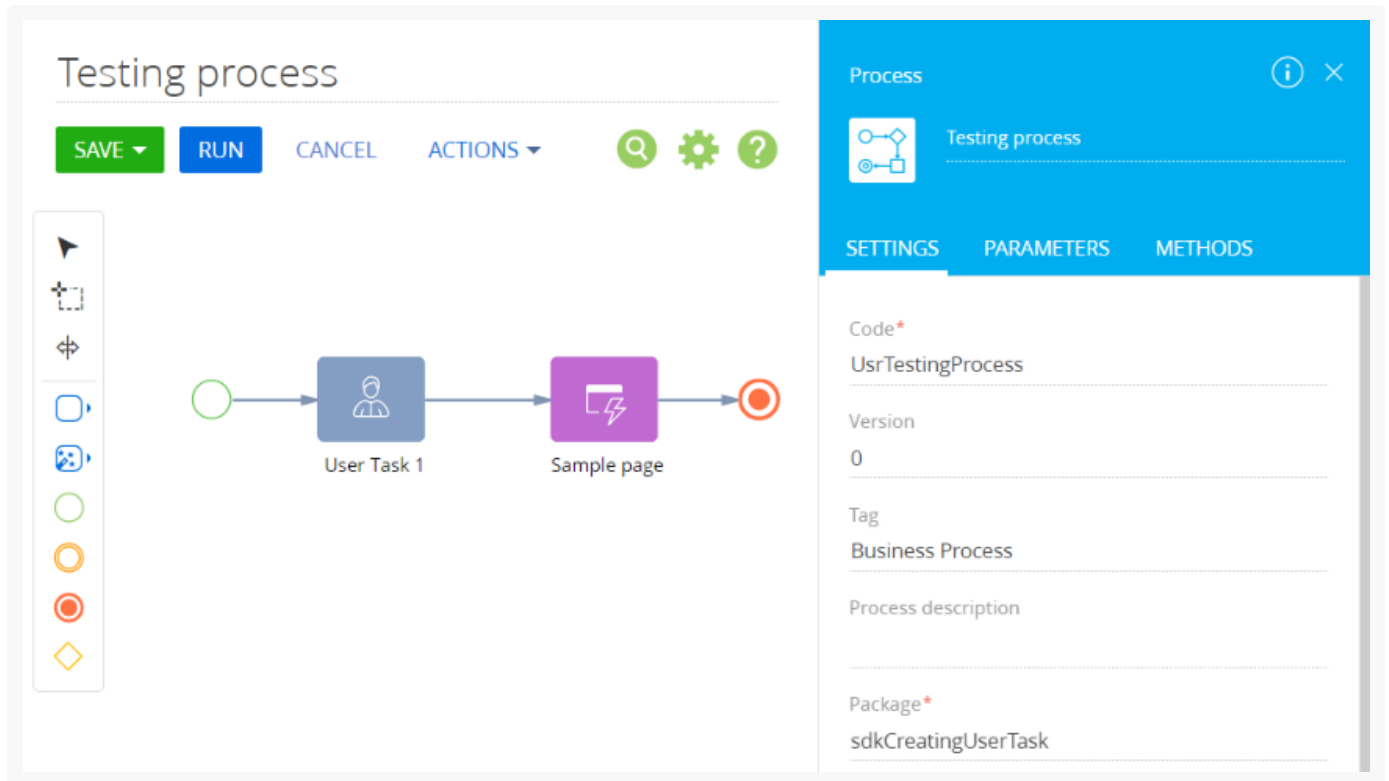 Testing process
SAVE
RUN
CANCEL
ACTIONS
?
User Task 1
Sample page
Process
i
Testing process
SETTINGS
PARAMETERS
METHODS
Code*
UsrTestingProcess
Version
0
Tag
Business Process
Process description
Package*
sdkCreatingUserTask